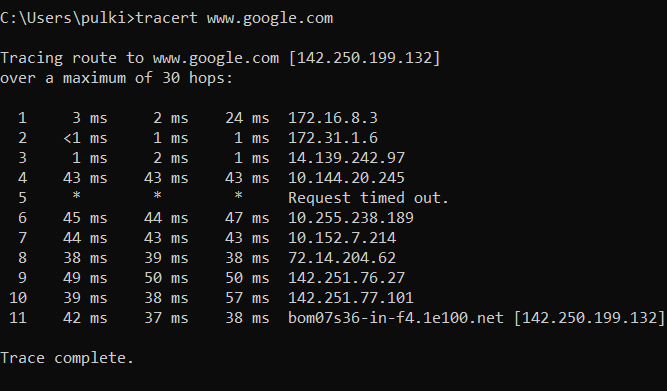 C:\Users\pulki>tracert www.google.com
Tracing route to www.google.com [142.250.199.132]
over a maximum of 30 hops:
1 3 ms 2 ms 24 ms 172.16.8.3
2 <1 ms 1 ms 1 ms 172.31.1.6
3 1 ms 2 ms 1 ms 14.139.242.97
4 43 ms 43 ms 43 ms 10.144.20.245
5 * * * Request timed out.
6 45 ms 44 ms 47 ms 10.255.238.189
7 44 ms 43 ms 43 ms 10.152.7.214
8 38 ms 39 ms 38 ms 72.14.204.62
9 49 ms 50 ms 50 ms 142.251.76.27
10 39 ms 38 ms 57 ms 142.251.77.101
11 42 ms 37 ms 38 ms bom07s36-in-f4.1e100.net [142.250.199.132]
Trace complete.